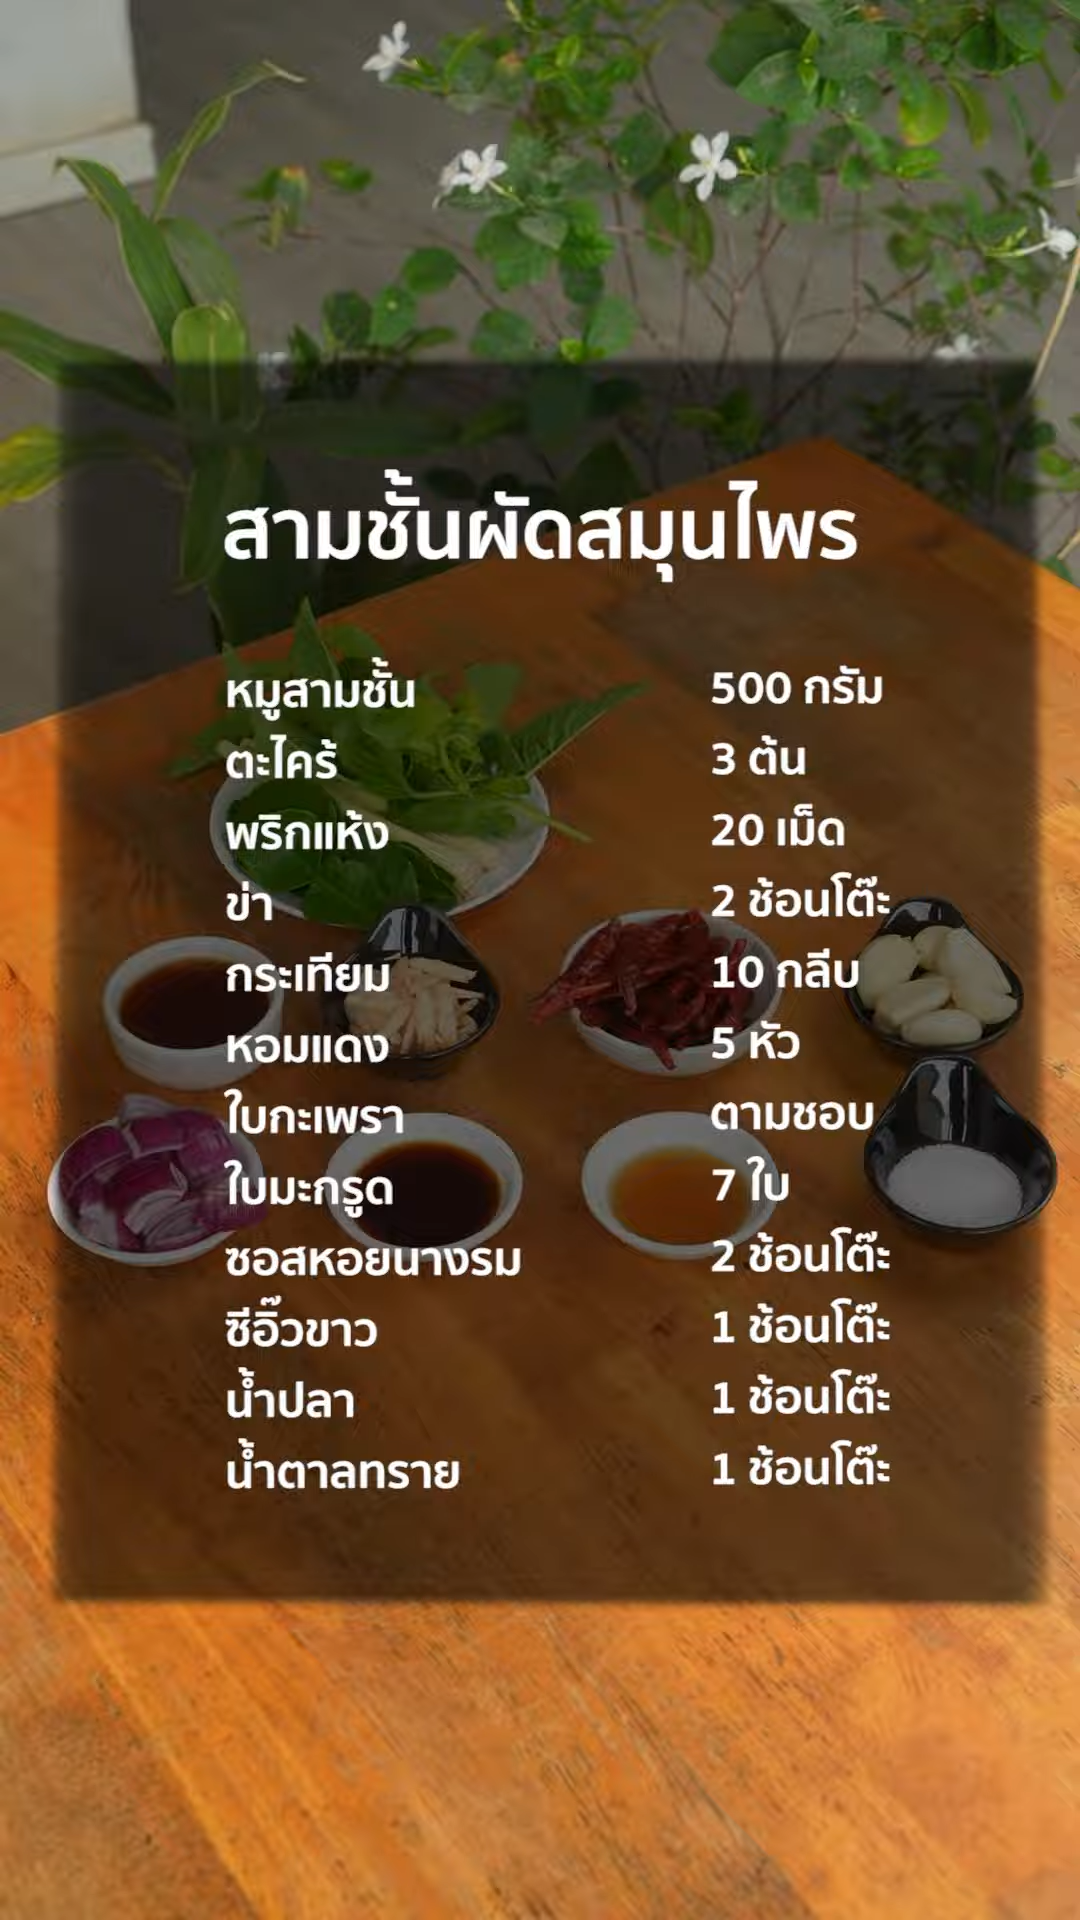 สามชั้นผัดสมุนไพร
หมูสามชั้น 500 กรัม
ตะไคร้ 3 ต้น
พริกแห้ง 20 เม็ด
ข่า 2 ช้อนโต๊ะ
กระเทียม 10 กลีบ
หอมแดง 5 หัว
ใบกะเพรา ตามชอบ
ใบมะกรูด 7 ใบ
ซอสหอยนางรม 2 ช้อนโต๊ะ
ซีอิ๊วขาว 1 ช้อนโต๊ะ
น้ำปลา 1 ช้อนโต๊ะ
น้ำตาลทราย 1 ช้อนโต๊ะ